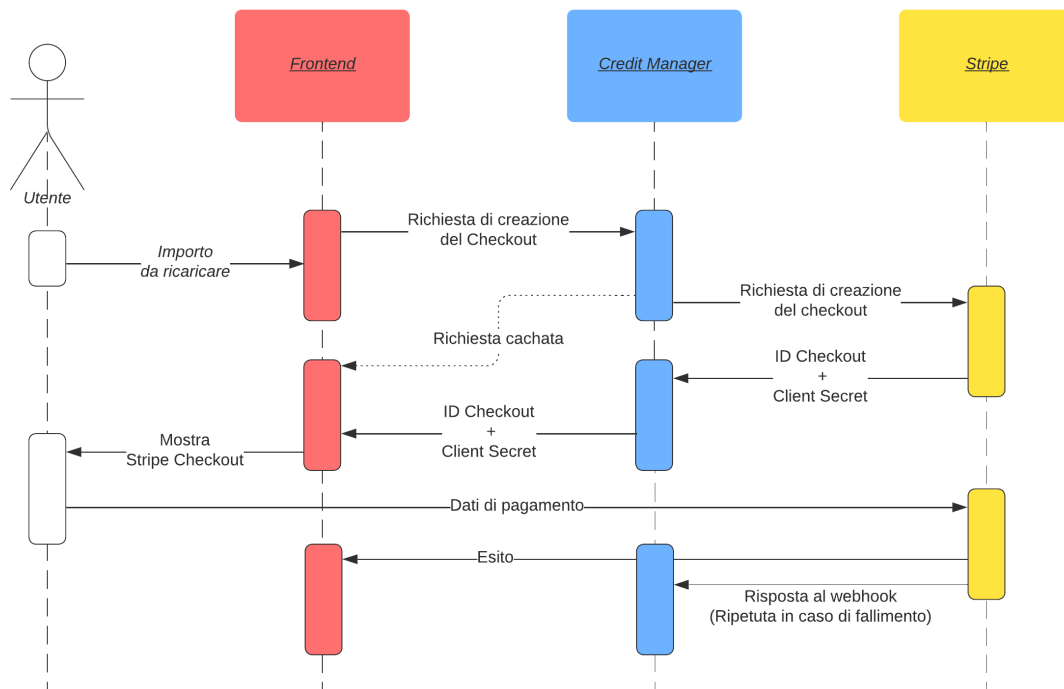 Frontend
Credit Manager
Stripe
Utente
Richiesta di creazione
del Checkout
Importo
da ricaricare
Richiesta di creazione
del checkout
Richiesta cachata
ID Checkout
+
Client Secret
ID Checkout
+
Client Secret
Mostra
Stripe Checkout
Dati di pagamento
Esito
Risposta al webhook
(Ripetuta in caso di fallimento)